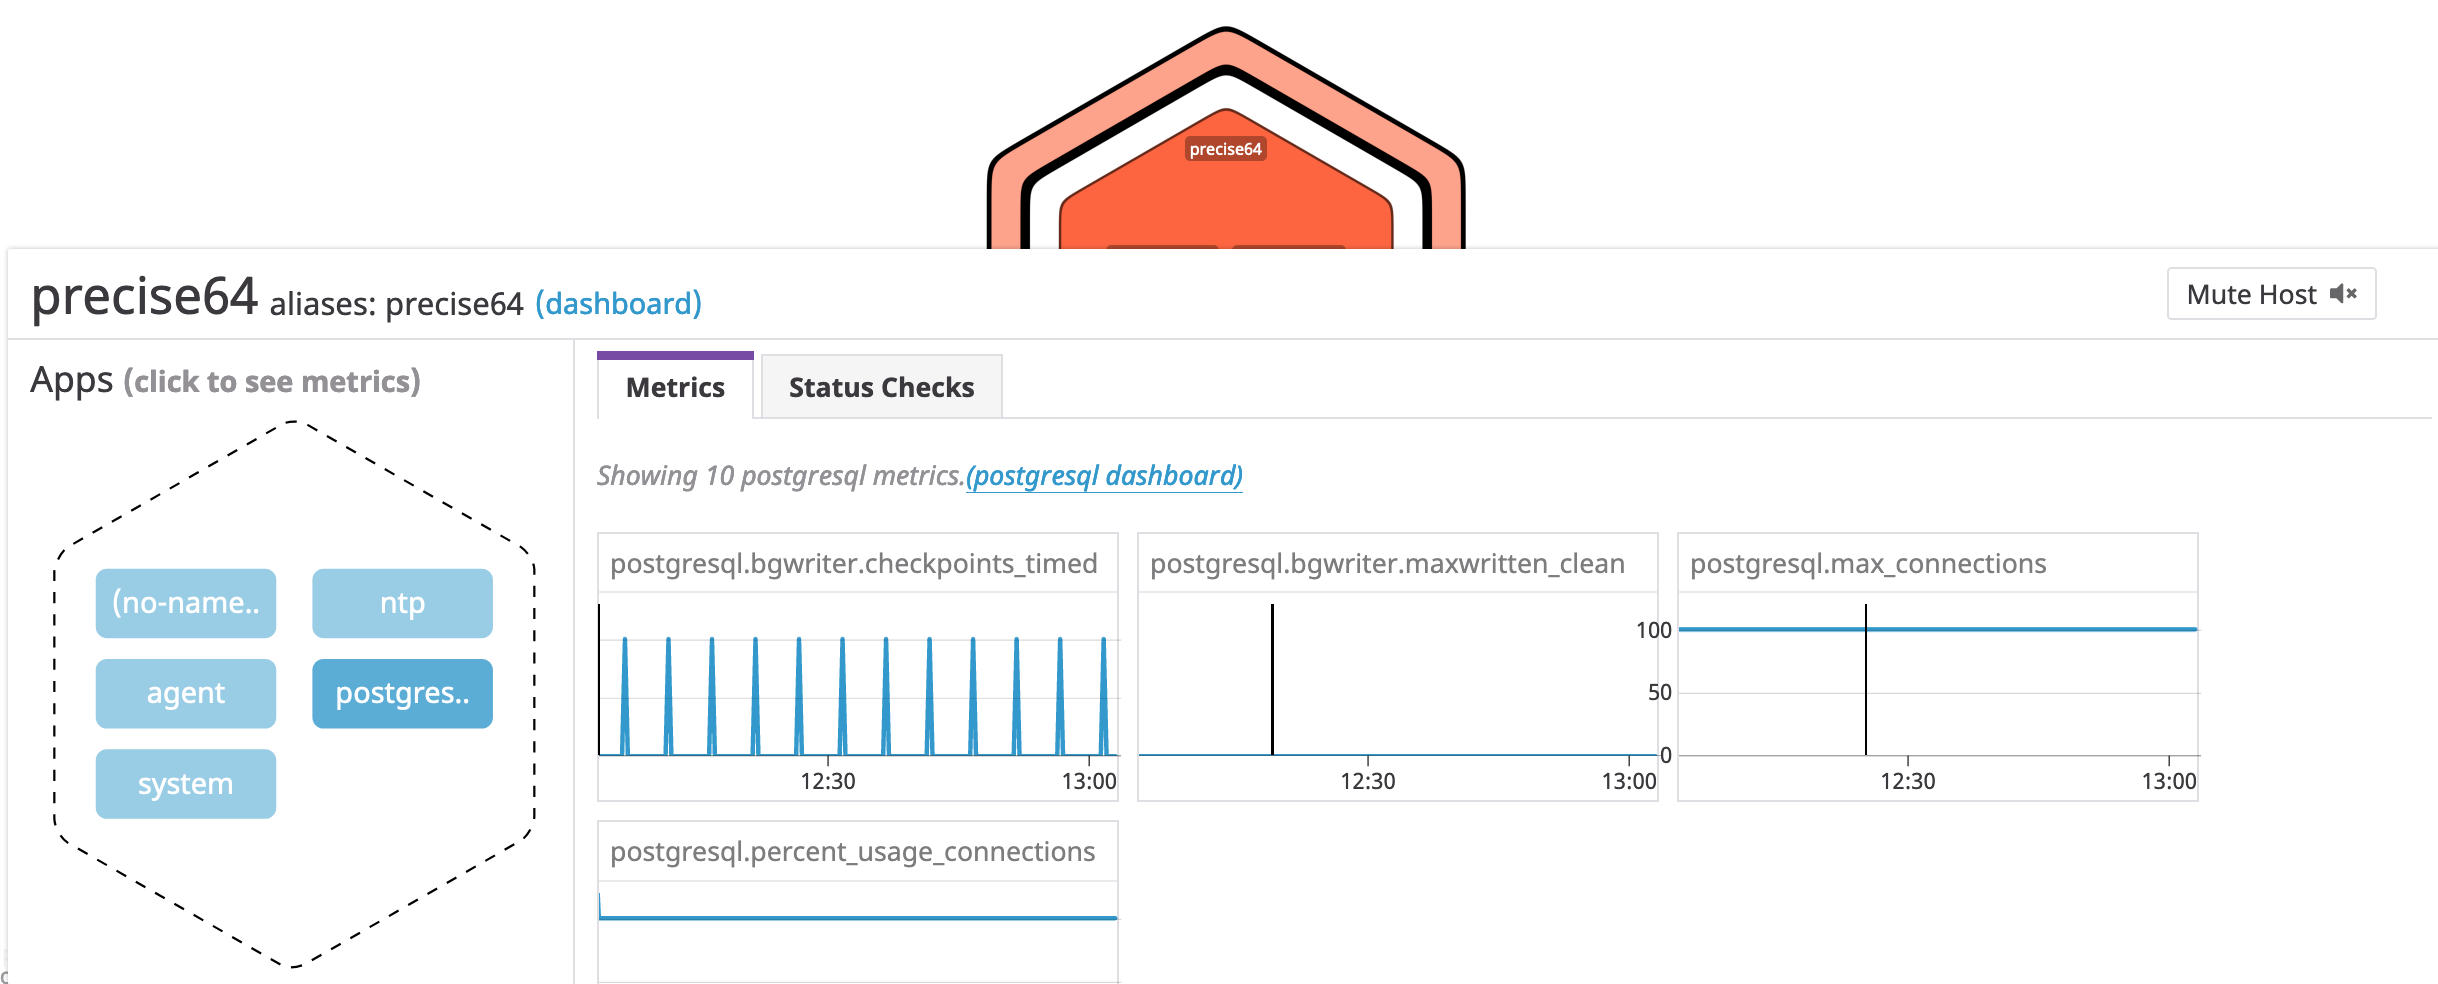 precise64
precise64 aliases: precise64 (dashboard)
Mute Host
Apps (click to see metrics)
(no-name..
ntp
agent
postgres..
system
Metrics
Status Checks
Showing 10 postgresql metrics.(postgresql dashboard)
postgresql.bgwriter.checkpoints_timed
12:30
13:00
postgresql.bgwriter.maxwritten_clean
12:30
13:00
postgresql.max_connections
100
50
0
12:30
13:00
postgresql.percent_usage_connections